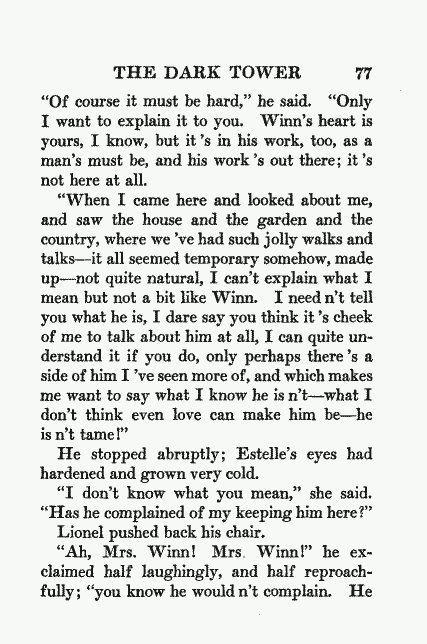 THE DARK TOWER 77
“Of course it must be hard,” he said. “Only
I want to explain it to you. Winn’s heart is
yours, I know, but it ’s in his work, too, as a
man’s must be, and his work ’s out there; it ’s
not here at all.
“When I came here and looked about me,
and saw the house and the garden and the
country, where we ’ve had such jolly walks and
talks—it all seemed temporary somehow, made
up—not quite natural, I can’t explain what I
mean but not a bit like Winn. I need n’t tell
you what he is, I dare say you think it ’s cheek
of me to talk about him at all, I can quite un-
derstand it if you do, only perhaps there ’s a
side of him I ’ve seen more of, and which makes
me want to say what I know he is n’t—what I
don’t think even love can make him be—he
is n’t tame!”
He stopped abruptly; Estelle’s eyes had
hardened and grown very cold.
“I don’t know what you mean,” she said.
“Has he complained of my keeping him here?”
Lionel pushed back his chair.
“Ah, Mrs. Winn! Mrs. Winn!” he ex-
claimed half laughingly, and half reproach-
fully; “you know he would n’t complain. He